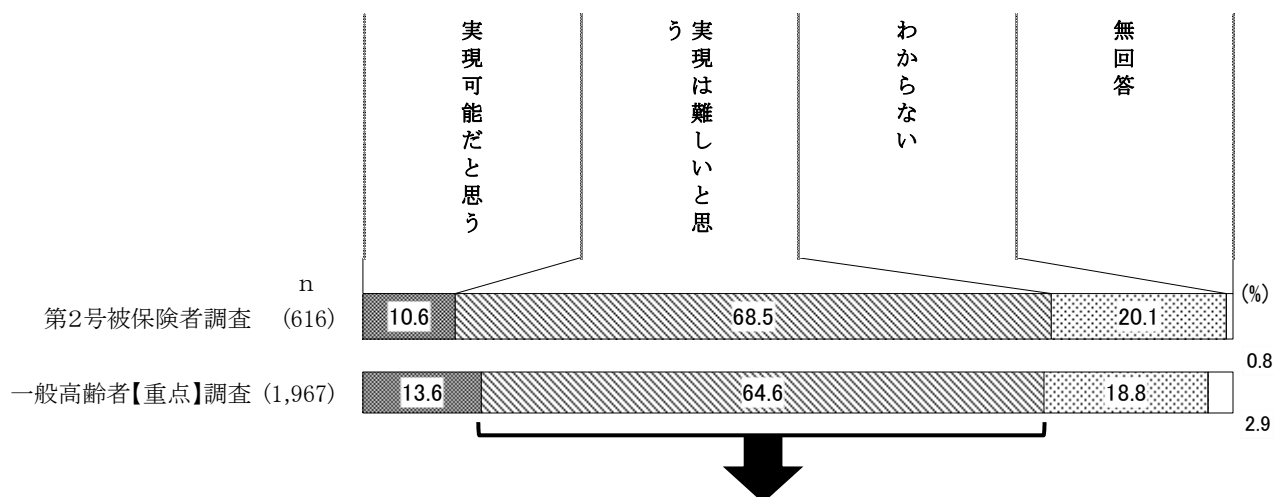 実現可能だと思う
実現は難しいと思
う
わからない
無回答
n
(%)
第2号被保険者調査 (616) 10.6 68.5 20.1
0.8
一般高齢者【重点】調査 (1,967) 13.6 64.6 18.8
2.9